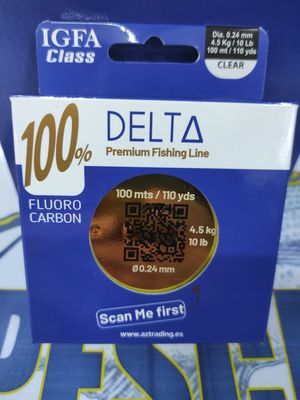 IGFA
Class
Dia. 0.24 mm
4.5 Kg / 10 Lb
100 mt / 110 yds
CLEAR
100%
FLUORO
CARBON
DELTA
Premium Fishing Line
100 mts / 110 yds
4.5 kg
10 lb
Ø0.24 mm
Scan Me first
www.aztrading.es